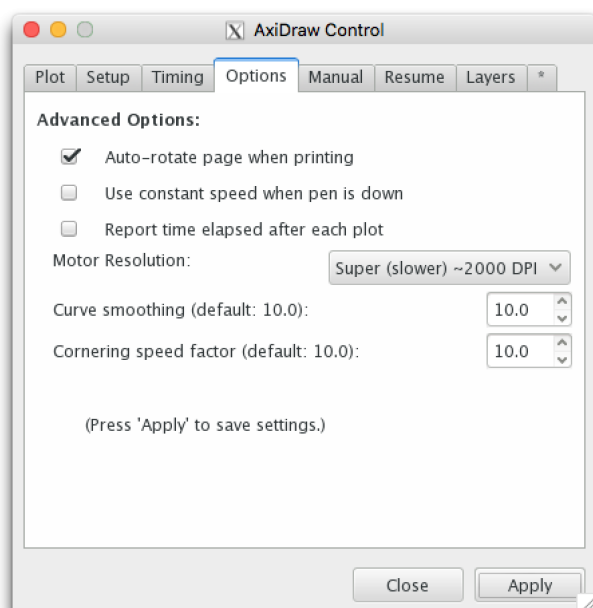 AxiDraw Control
Plot Setup Timing Options Manual Resume Layers *
Advanced Options:
Auto-rotate page when printing
Use constant speed when pen is down
Report time elapsed after each plot
Motor Resolution: Super (slower) ~2000 DPI
Curve smoothing (default: 10.0): 10.0
Cornering speed factor (default: 10.0): 10.0
(Press 'Apply' to save settings.)
Close Apply